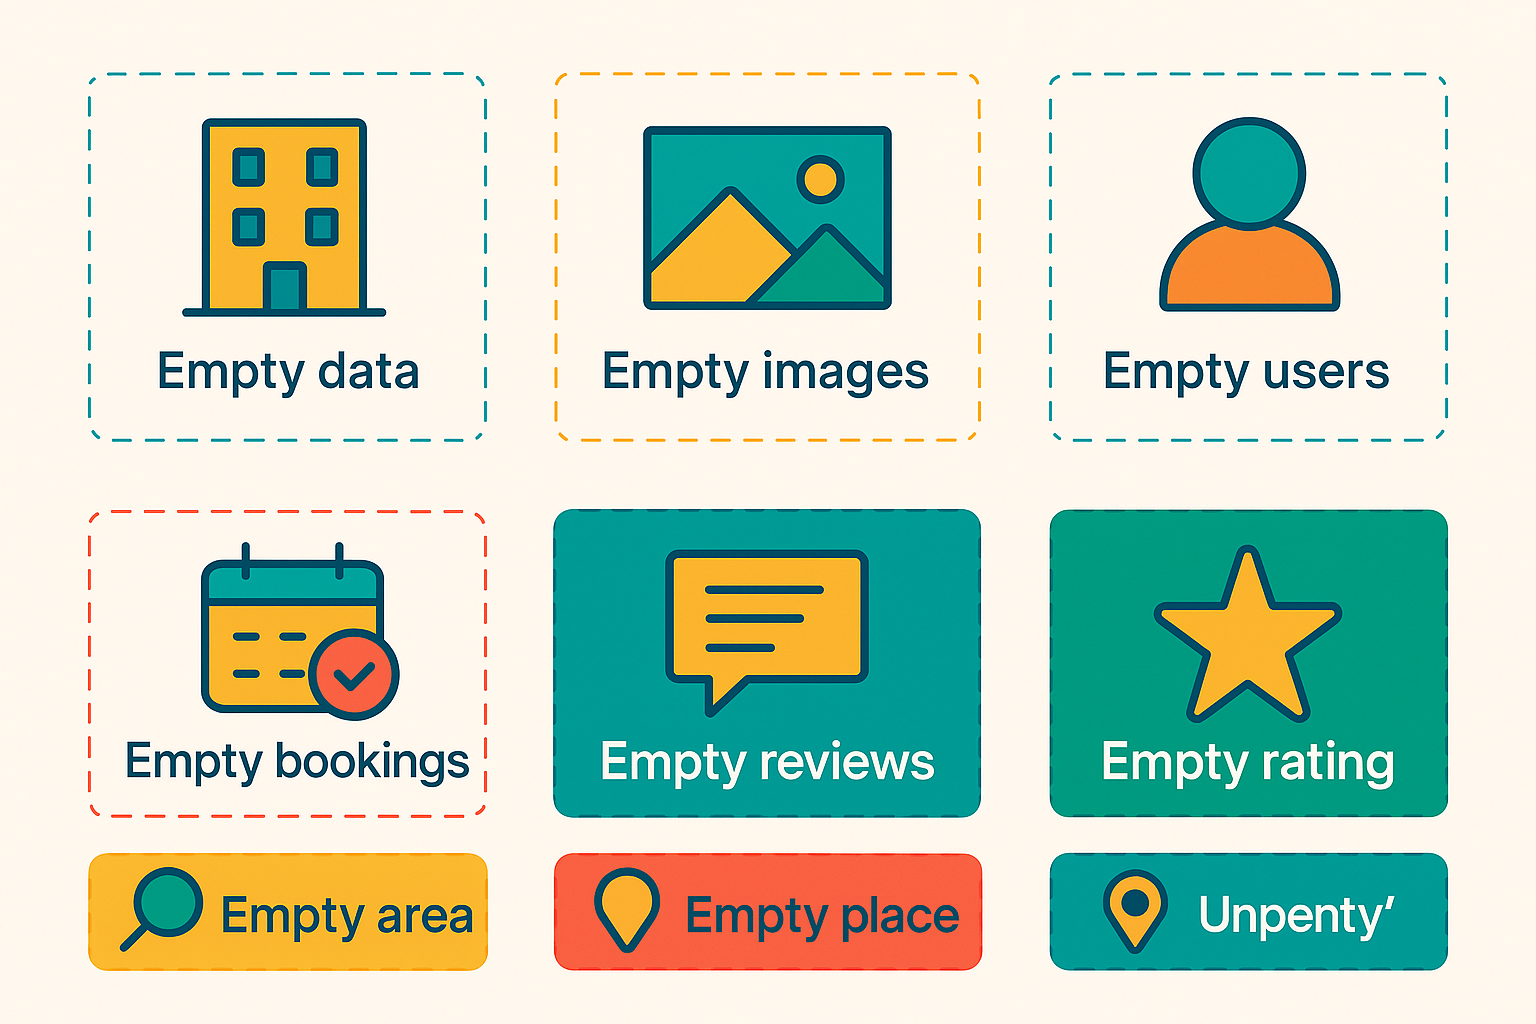 Empty data
Empty images
Empty users
Empty bookings
Empty reviews
Empty rating
Empty area
Empty place
Unpenty’